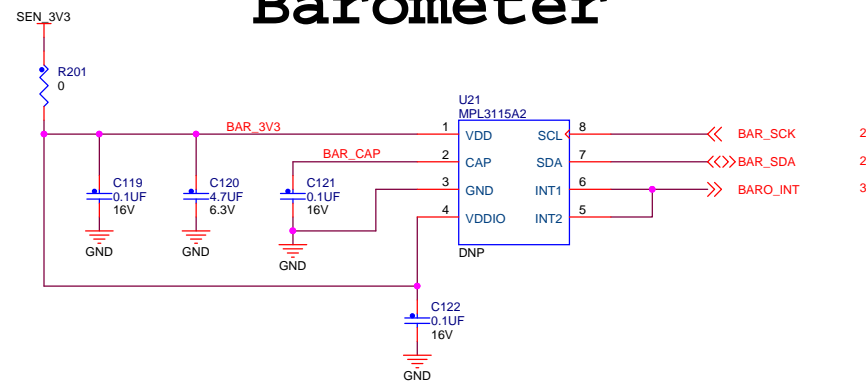 Barometer
SEN_3V3
R201
0
U21
MPL3115A2
BAR_3V3
1 VDD SCL 8 BAR_SCK 2
BAR_CAP
2 CAP SDA 7 BAR_SDA 2
3 GND INT1 6 BARO_INT 3
4 VDDIO INT2 5
C119
0.1UF
16V
GND
C120
4.7UF
6.3V
GND
C121
0.1UF
16V
GND
DNP
C122
0.1UF
16V
GND